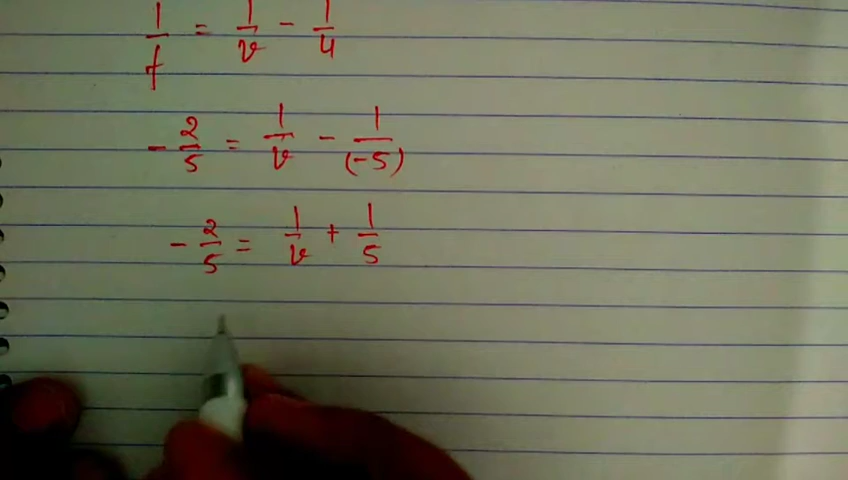 1/f = 1/v - 1/u
- 2/5 = 1/v - 1/(-5)
- 2/5 = 1/v + 1/5